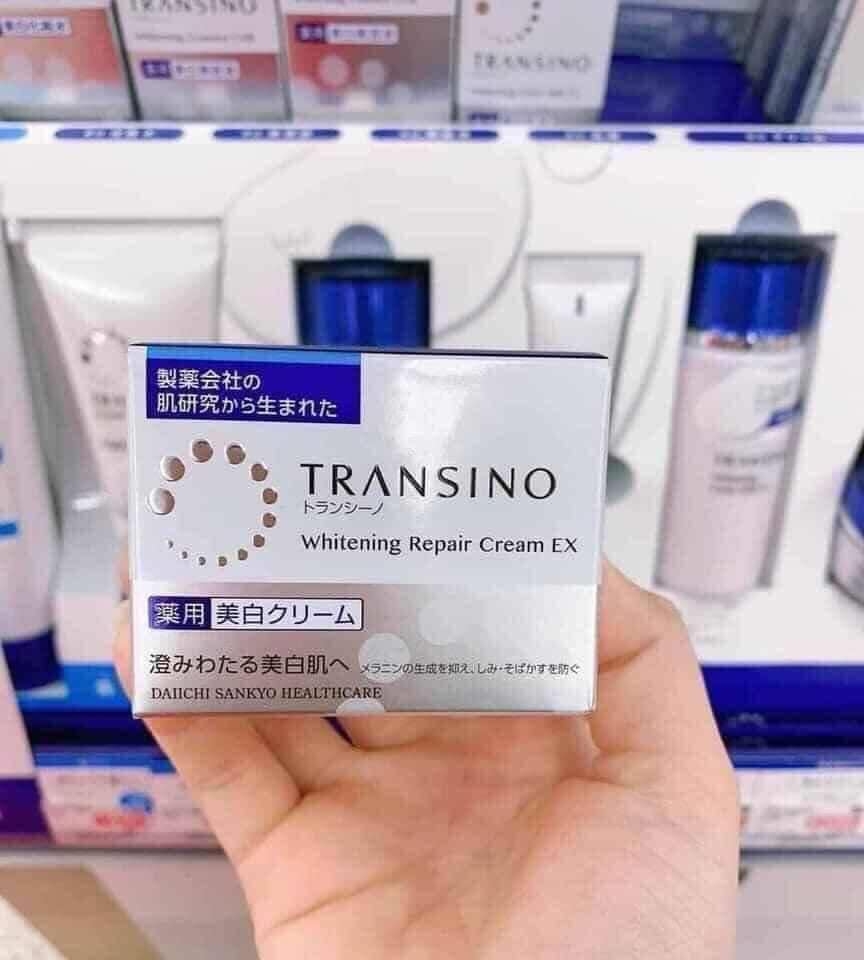 TRANSINO
TRANSINO
製薬会社の
肌研究から生まれた
TRANSINO
トランシーノ
Whitening Repair Cream EX
薬用 美白クリーム
澄みわたる美白肌へ メラニンの生成を抑え、しみ・そばかすを防ぐ
DAIICHI SANKYO HEALTHCARE